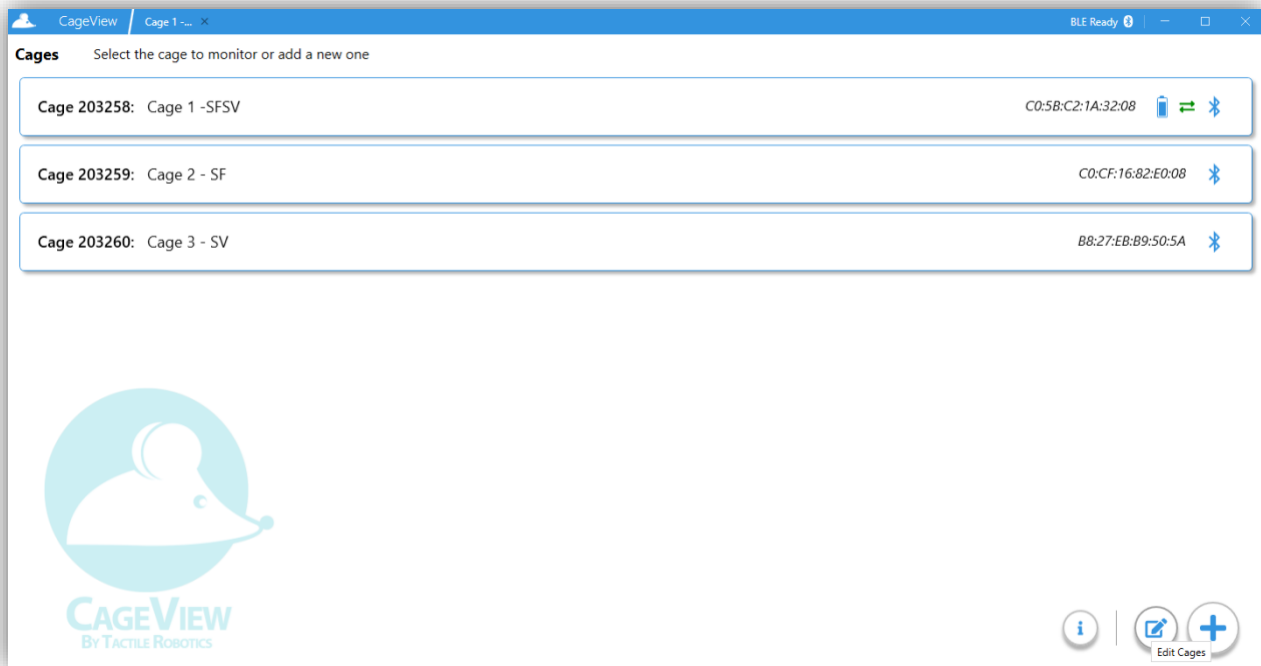 CageView Cage 1 -... × BLE Ready
Cages Select the cage to monitor or add a new one
Cage 203258: Cage 1 -SFSV C0:5B:C2:1A:32:08
Cage 203259: Cage 2 - SF C0:CF:16:82:E0:08
Cage 203260: Cage 3 - SV B8:27:EB:B9:50:5A
CAGEVIEW
BY TACTILE ROBOTICS
i
Edit Cages